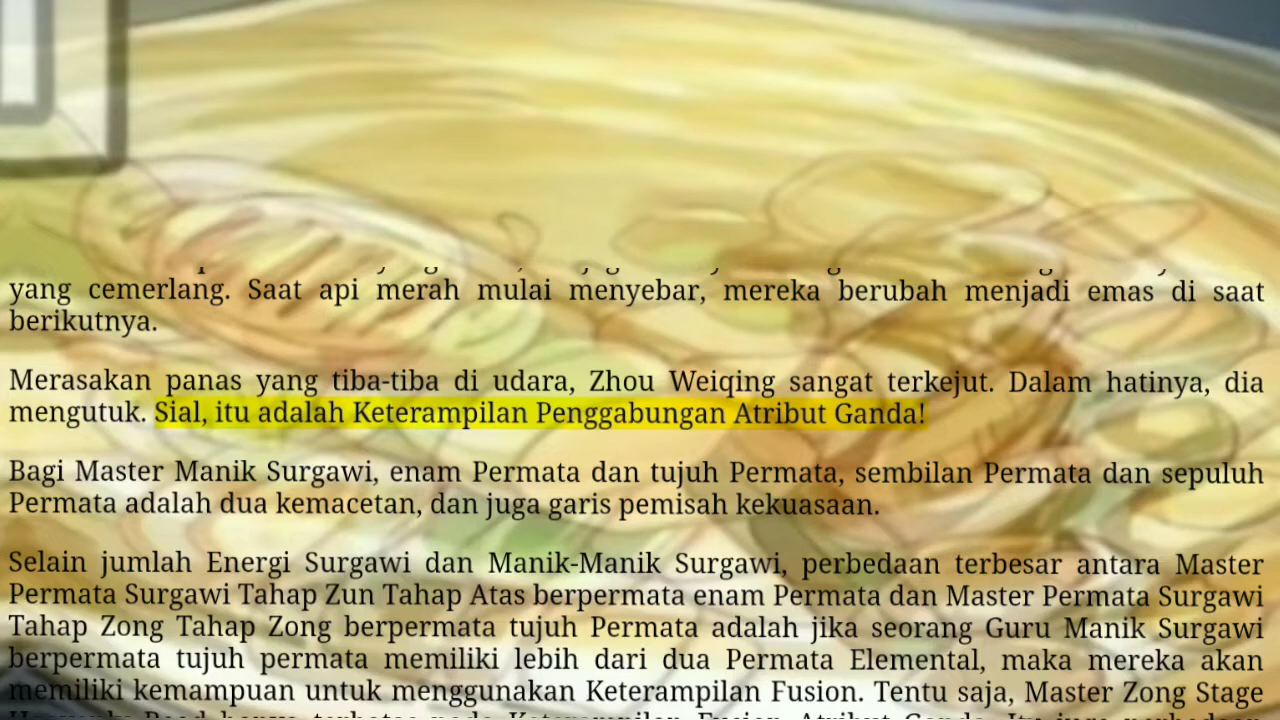 yang cemerlang. Saat api merah mulai menyebar, mereka berubah menjadi emas di saat
berikutnya.
Merasakan panas yang tiba-tiba di udara, Zhou Weiqing sangat terkejut. Dalam hatinya, dia
mengutuk. Sial, itu adalah Keterampilan Penggabungan Atribut Ganda!
Bagi Master Manik Surgawi, enam Permata dan tujuh Permata, sembilan Permata dan sepuluh
Permata adalah dua kemacetan, dan juga garis pemisah kekuasaan.
Selain jumlah Energi Surgawi dan Manik-Manik Surgawi, perbedaan terbesar antara Master
Permata Surgawi Tahap Zun Tahap Atas berpermata enam Permata dan Master Permata Surgawi
Tahap Zong Tahap Zong berpermata tujuh Permata adalah jika seorang Guru Manik Surgawi
berpermata tujuh permata memiliki lebih dari dua Permata Elemental, maka mereka akan
memiliki kemampuan untuk menggunakan Keterampilan Fusion. Tentu saja, Master Zong Stage